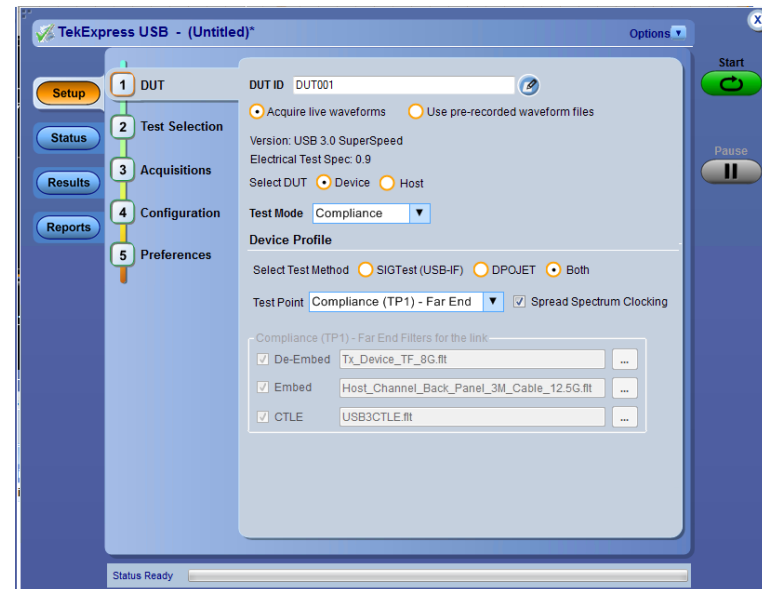 TekExpress USB - (Untitled)*
Options
x
Start
Pause
Setup
Status
Results
Reports
1 DUT
2 Test Selection
3 Acquisitions
4 Configuration
5 Preferences
DUT ID DUT001
Acquire live waveforms Use pre-recorded waveform files
Version: USB 3.0 SuperSpeed
Electrical Test Spec: 0.9
Select DUT Device Host
Test Mode Compliance
Device Profile
Select Test Method SIGTest (USB-IF) DPOJET Both
Test Point Compliance (TP1) - Far End Spread Spectrum Clocking
Compliance (TP1) - Far End Filters for the link
De-Embed Tx_Device_TF_8G.flt ...
Embed Host_Channel_Back_Panel_3M_Cable_12.5G.flt ...
CTLE USB3CTLE.flt ...
Status Ready